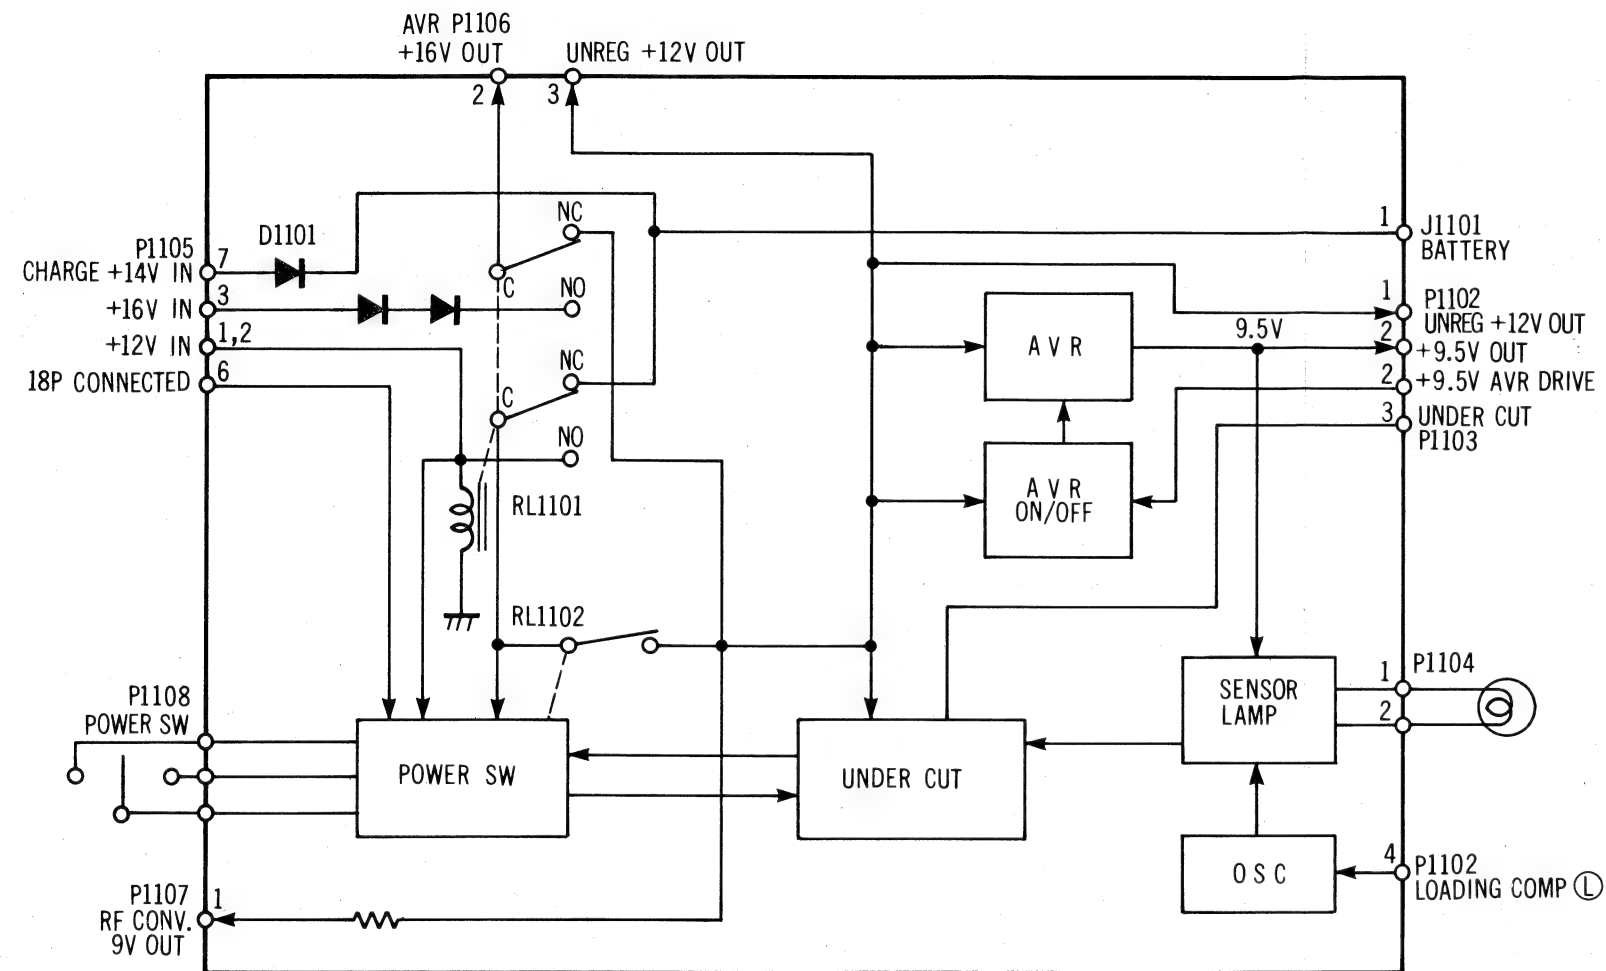 AVR P1106
+16V OUT
UNREG +12V OUT
2
3
NC
1
J1101
BATTERY
P1105
7
D1101
CHARGE +14V IN
C
3
NO
+16V IN
1
P1102
UNREG +12V OUT
1,2
+12V IN
AVR
9.5V
2
+9.5V OUT
NC
6
18P CONNECTED
2
+9.5V AVR DRIVE
C
3
UNDER CUT
P1103
NO
RL1101
AVR
ON/OFF
RL1102
P1108
POWER SW
SENSOR
LAMP
1
P1104
2
POWER SW
UNDER CUT
OSC
4
P1102
LOADING COMP Ⓛ
P1107
1
RF CONV.
9V OUT